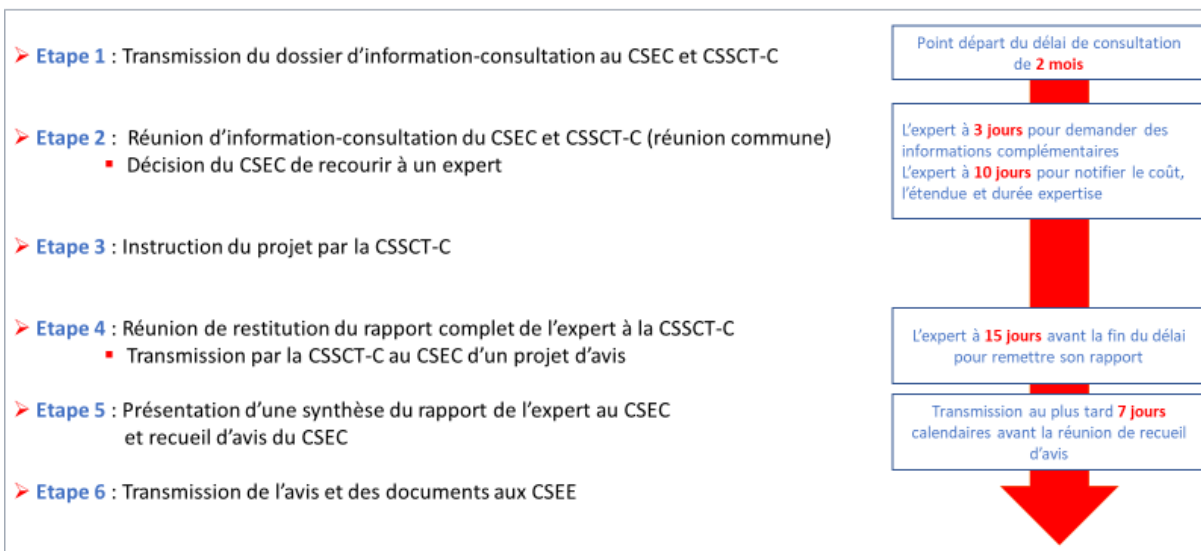 ➢ Etape 1 : Transmission du dossier d’information-consultation au CSEC et CSSCT-C
Point départ du délai de consultation
de 2 mois
➢ Etape 2 : Réunion d’information-consultation du CSEC et CSSCT-C (réunion commune)
▪ Décision du CSEC de recourir à un expert
L’expert à 3 jours pour demander des
informations complémentaires
L’expert à 10 jours pour notifier le coût,
l’étendue et durée expertise
➢ Etape 3 : Instruction du projet par la CSSCT-C
➢ Etape 4 : Réunion de restitution du rapport complet de l’expert à la CSSCT-C
▪ Transmission par la CSSCT-C au CSEC d’un projet d’avis
L’expert à 15 jours avant la fin du délai
pour remettre son rapport
➢ Etape 5 : Présentation d’une synthèse du rapport de l’expert au CSEC
et recueil d’avis du CSEC
Transmission au plus tard 7 jours
calendaires avant la réunion de recueil
d’avis
➢ Etape 6 : Transmission de l’avis et des documents aux CSEE